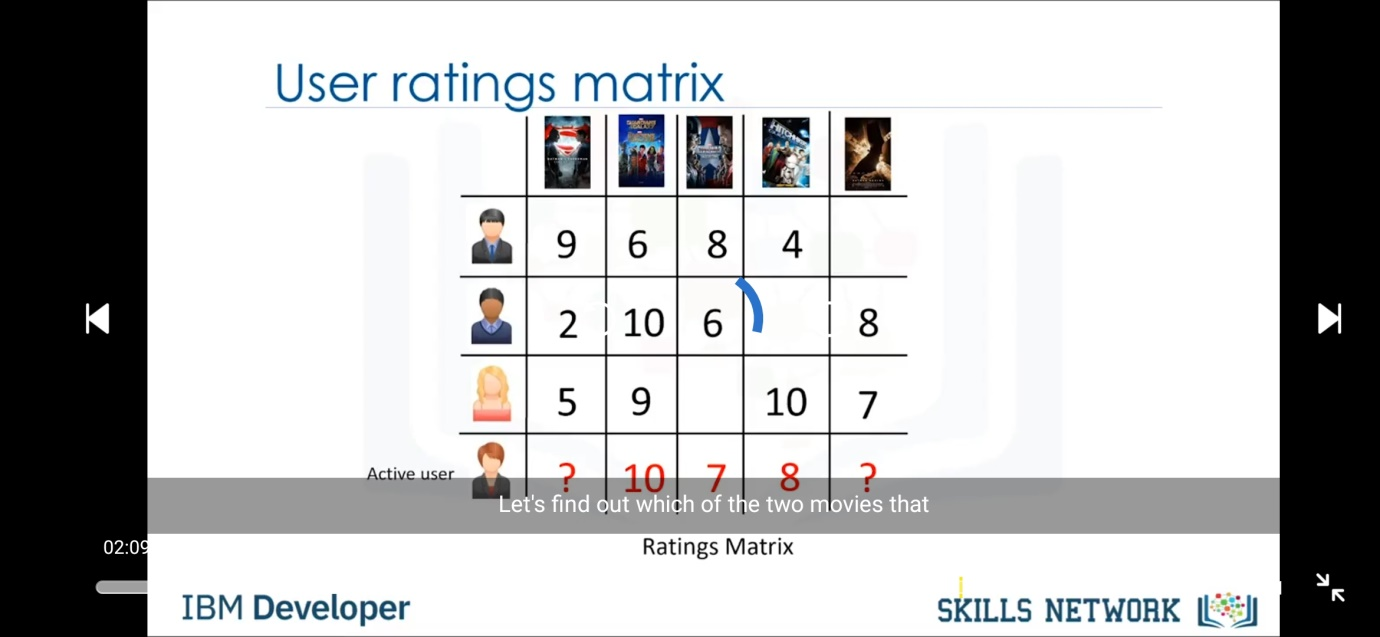 User ratings matrix
9 6 8 4
2 10 6 8
5 9 10 7
Active user ? 10 7 8 ?
Let's find out which of the two movies that
02:09
Ratings Matrix
IBM Developer
SKILLS NETWORK